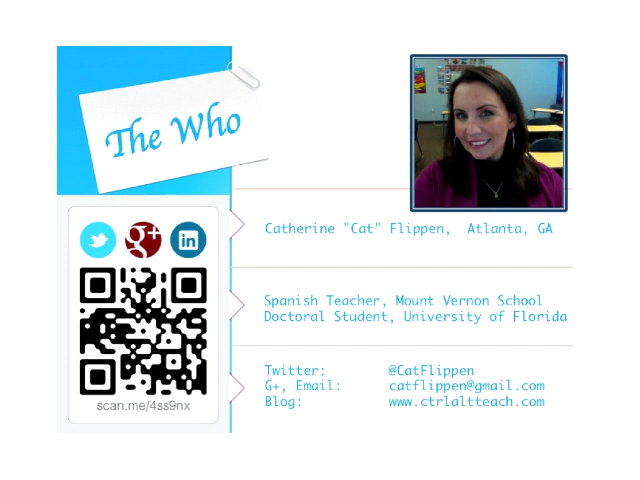 The Who
Catherine "Cat" Flippen, Atlanta, GA
Spanish Teacher, Mount Vernon School
Doctoral Student, University of Florida
Twitter: @CatFlippen
G+, Email: catflippen@gmail.com
Blog: www.ctrlaltteach.com
g+
in
scan.me/4ss9nx